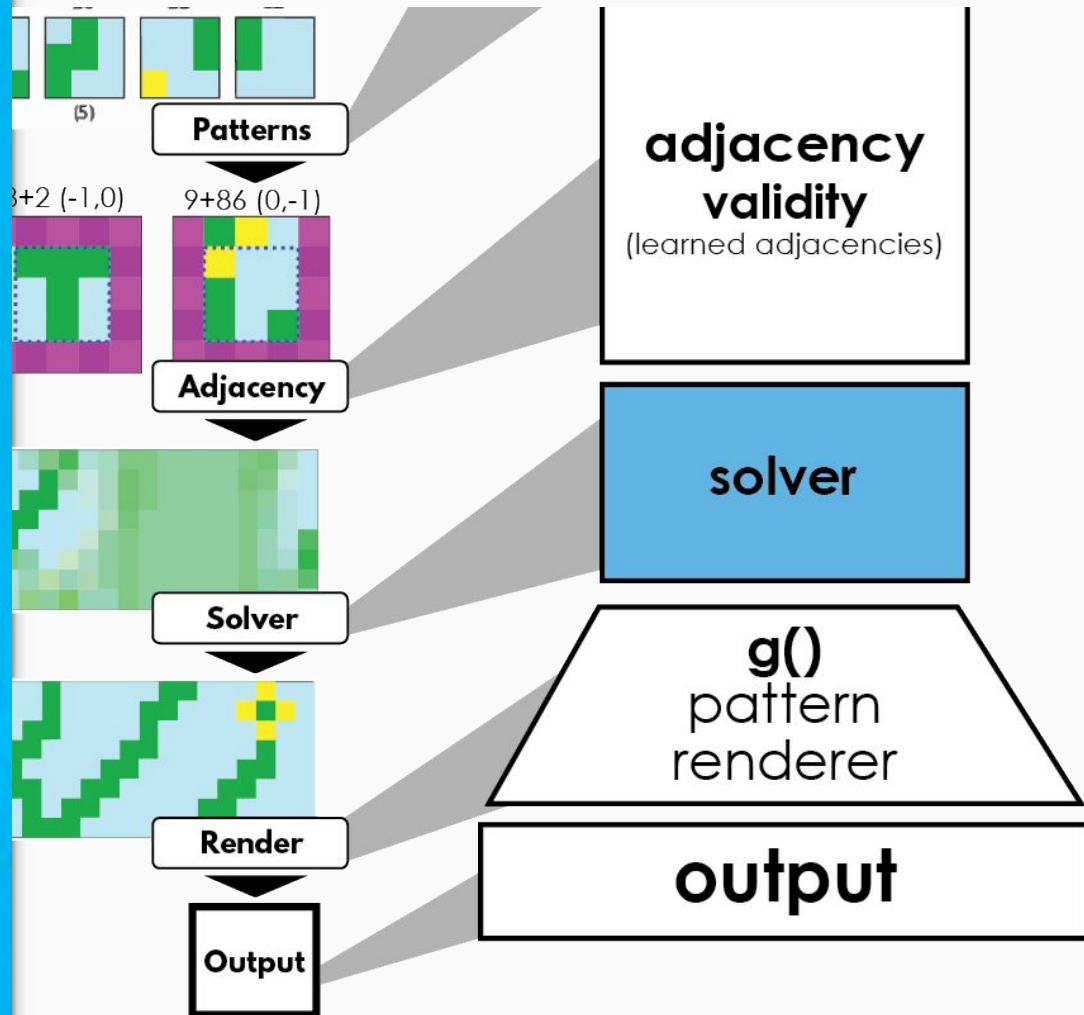 (5)
Patterns
3+2 (-1,0)
9+86 (0,-1)
Adjacency
Solver
Render
Output
adjacency
validity
(learned adjacencies)
solver
g()
pattern
renderer
output